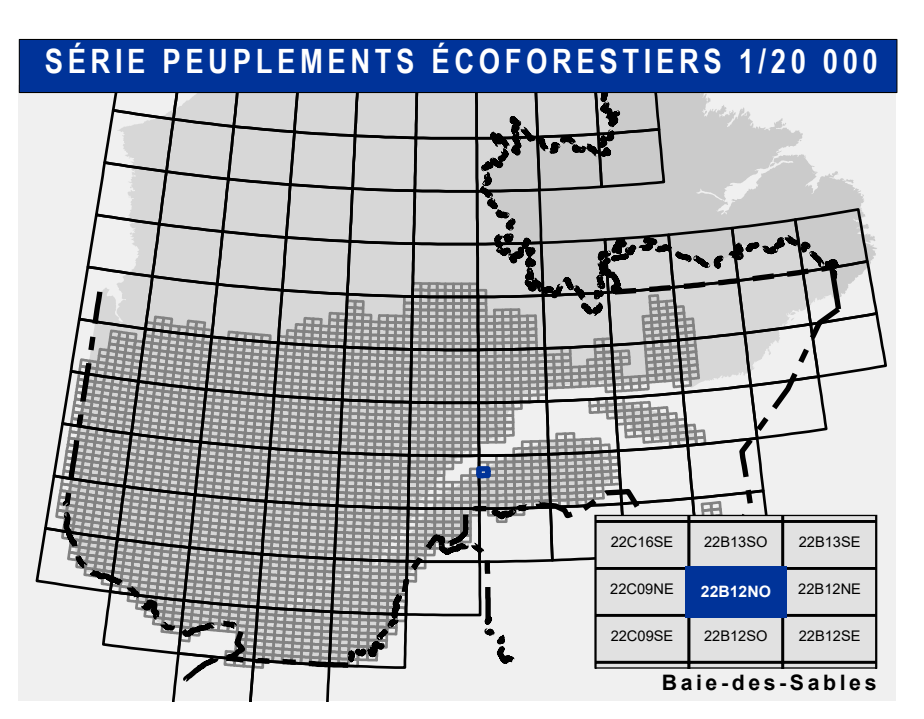 SÉRIE PEUPLEMENTS ÉCOFORESTIERS 1/20 000
22C16SE 22B13SO 22B13SE
22C09NE 22B12NO 22B12NE
22C09SE 22B12SO 22B12SE
Baie-des-Sables